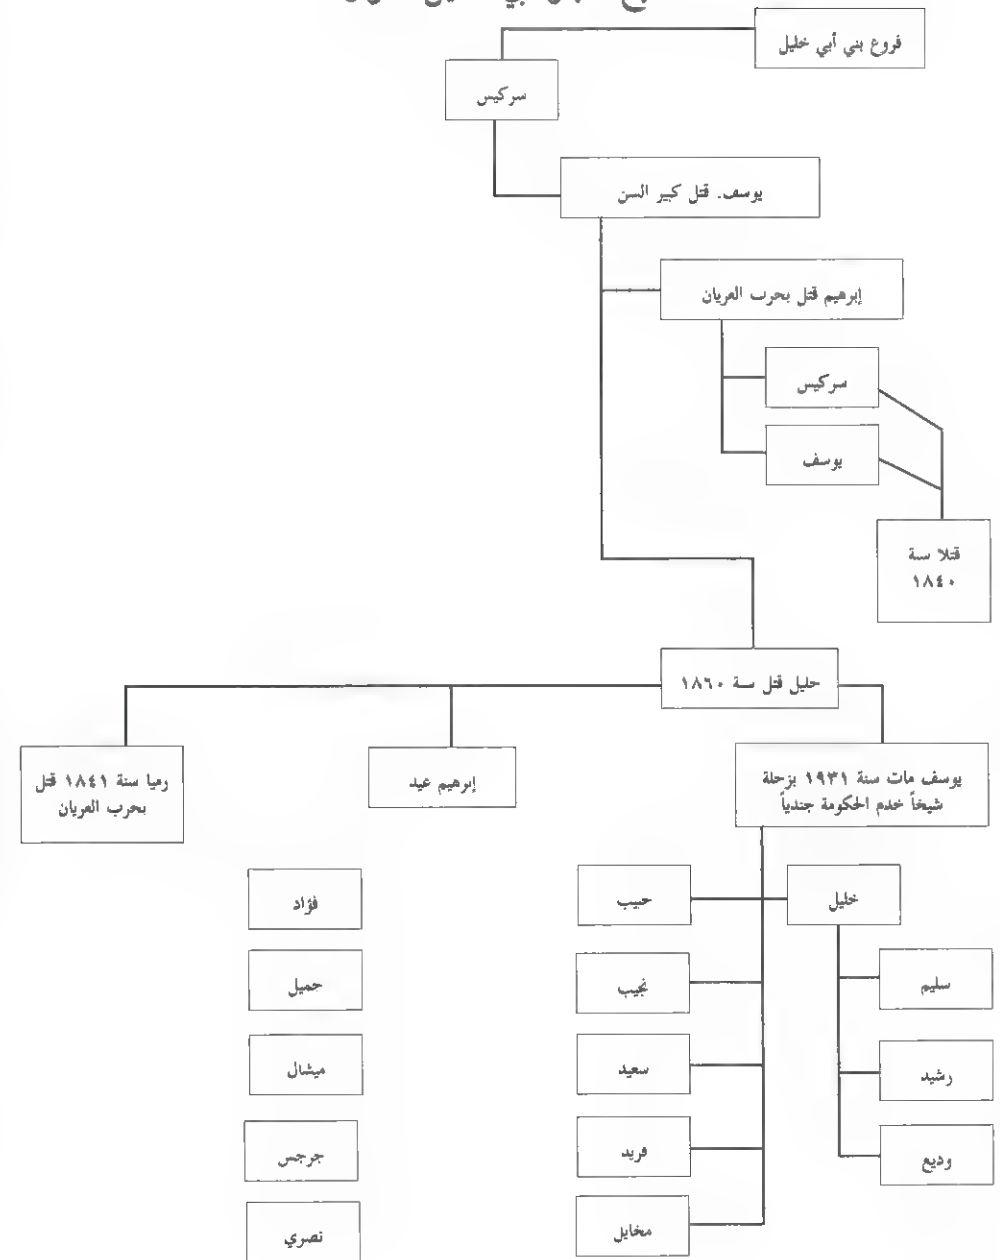 فروع بني أبي خليل
سركيس
يوسف. قتل كبير السن
إبرهيم قتل بحرب العريان
سركيس
يوسف
قتلا سنة
١٨٤٠
خليل قتل سنة ١٨٦٠
يوسف مات سنة ١٩٣١ بزحلة
شيخاً خدم الحكومة جندياً
إبرهيم عيد
رميا سنة ١٨٤١ قتل
بحرب العريان
خليل
حبيب
فؤاد
سليم
نجيب
جميل
رشيد
سعيد
ميشال
وديع
فريد
جرجس
مخايل
نصري